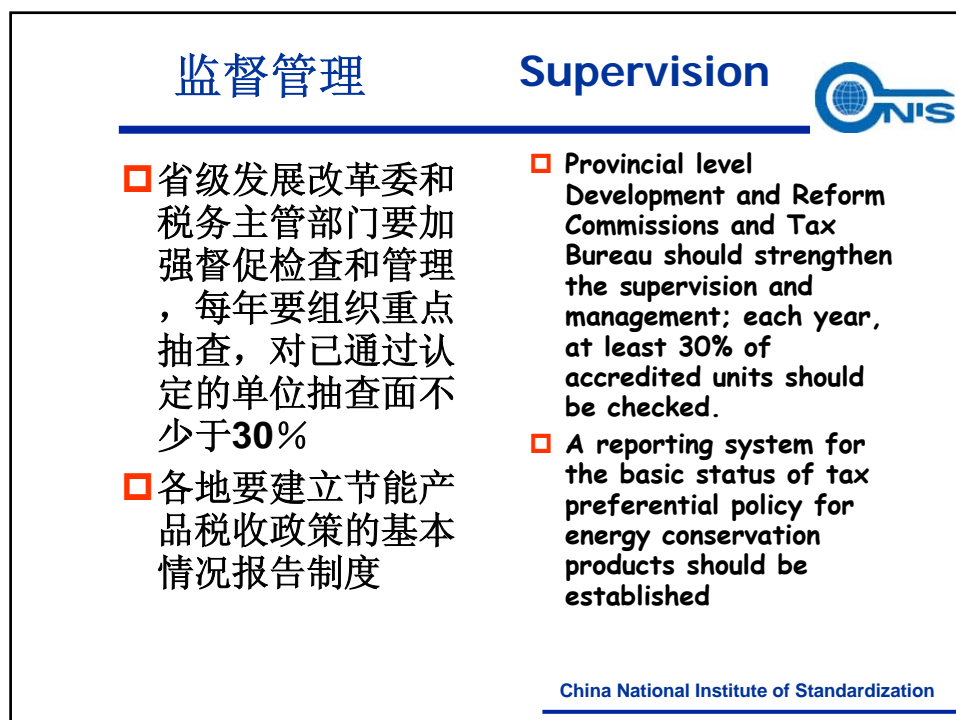 监督管理
Supervision
CNIS
省级发展改革委和
税务主管部门要加
强督促检查和管理
，每年要组织重点
抽查，对已通过认
定的单位抽查面不
少于30％
各地要建立节能产
品税收政策的基本
情况报告制度
Provincial level
Development and Reform
Commissions and Tax
Bureau should strengthen
the supervision and
management; each year,
at least 30% of
accredited units should
be checked.
A reporting system for
the basic status of tax
preferential policy for
energy conservation
products should be
established
China National Institute of Standardization